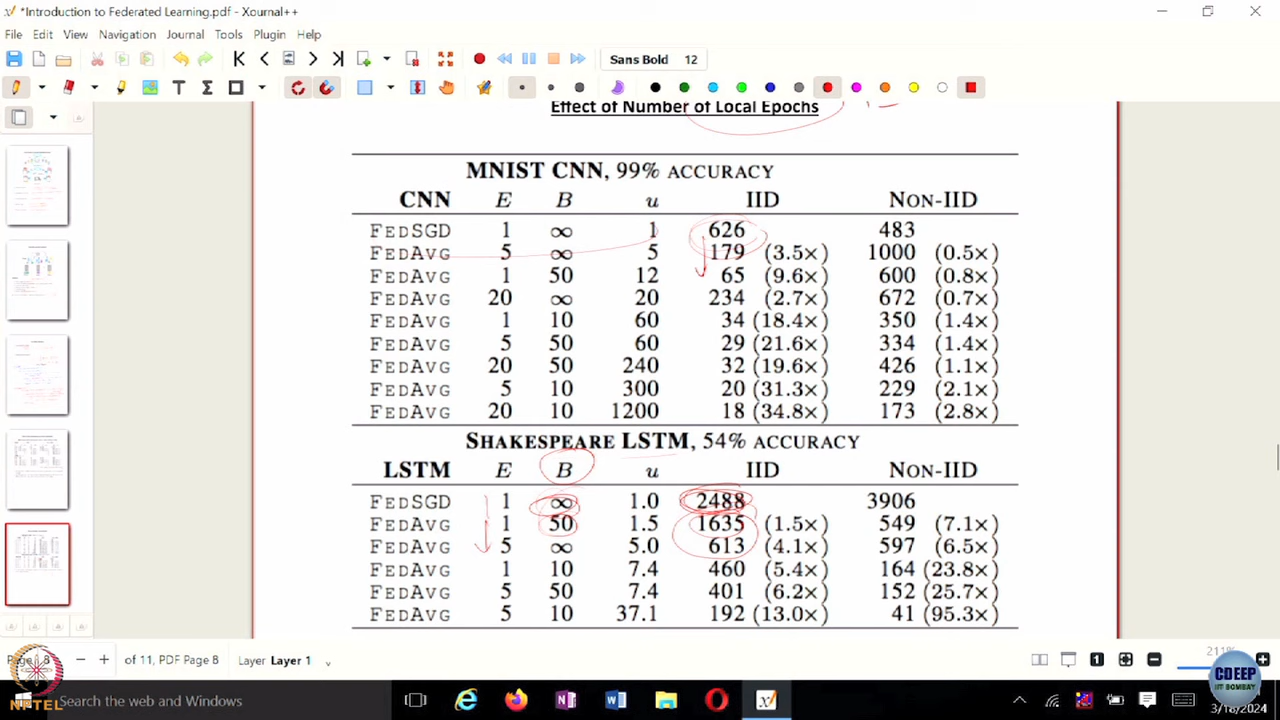 *Introduction to Federated Learning.pdf - Xournal++
File Edit View Navigation Journal Tools Plugin Help
Sans Bold 12
Effect of Number of Local Epochs
MNIST CNN, 99% ACCURACY
CNN E B u IID NON-IID
FEDSGD 1 ∞ 1 626 483
FEDAVG 5 ∞ 5 179 (3.5×) 1000 (0.5×)
FEDAVG 1 50 12 65 (9.6×) 600 (0.8×)
FEDAVG 20 ∞ 20 234 (2.7×) 672 (0.7×)
FEDAVG 1 10 60 34 (18.4×) 350 (1.4×)
FEDAVG 5 50 60 29 (21.6×) 334 (1.4×)
FEDAVG 20 50 240 32 (19.6×) 426 (1.1×)
FEDAVG 5 10 300 20 (31.3×) 229 (2.1×)
FEDAVG 20 10 1200 18 (34.8×) 173 (2.8×)
SHAKESPEARE LSTM, 54% ACCURACY
LSTM E B u IID NON-IID
FEDSGD 1 ∞ 1.0 2488 3906
FEDAVG 1 50 1.5 1635 (1.5×) 549 (7.1×)
FEDAVG 5 ∞ 5.0 613 (4.1×) 597 (6.5×)
FEDAVG 1 10 7.4 460 (5.4×) 164 (23.8×)
FEDAVG 5 50 7.4 401 (6.2×) 152 (25.7×)
FEDAVG 5 10 37.1 192 (13.0×) 41 (95.3×)
Page 8 of 11, PDF Page 8 Layer Layer 1 211%
Search the web and Windows
3/18/2024
NPTEL
CDEEP
IIT BOMBAY